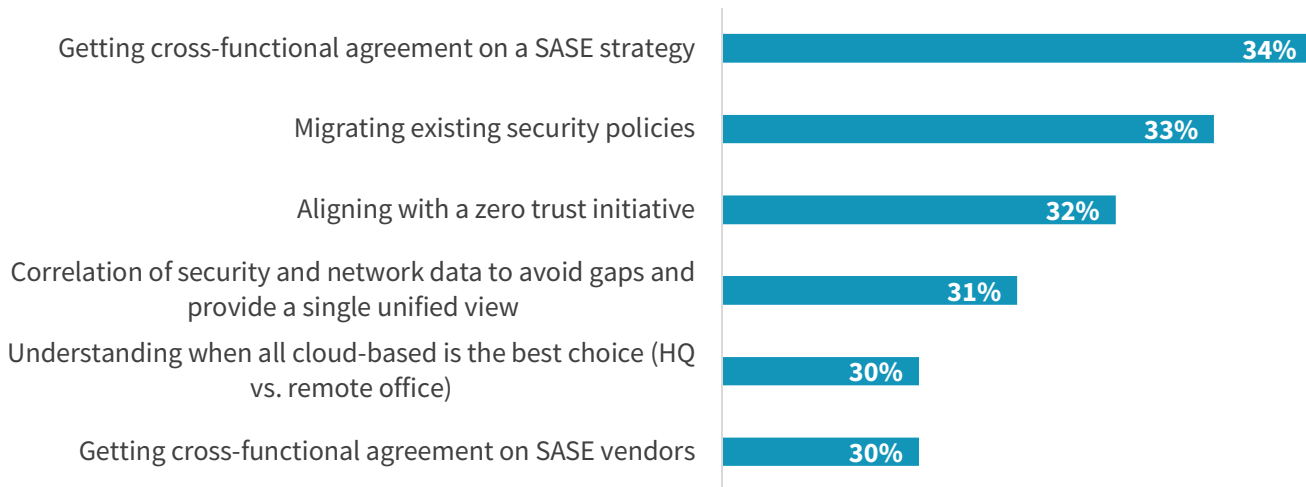 Getting cross-functional agreement on a SASE strategy
34%
Migrating existing security policies
33%
Aligning with a zero trust initiative
32%
Correlation of security and network data to avoid gaps and
provide a single unified view
31%
Understanding when all cloud-based is the best choice (HQ
vs. remote office)
30%
Getting cross-functional agreement on SASE vendors
30%